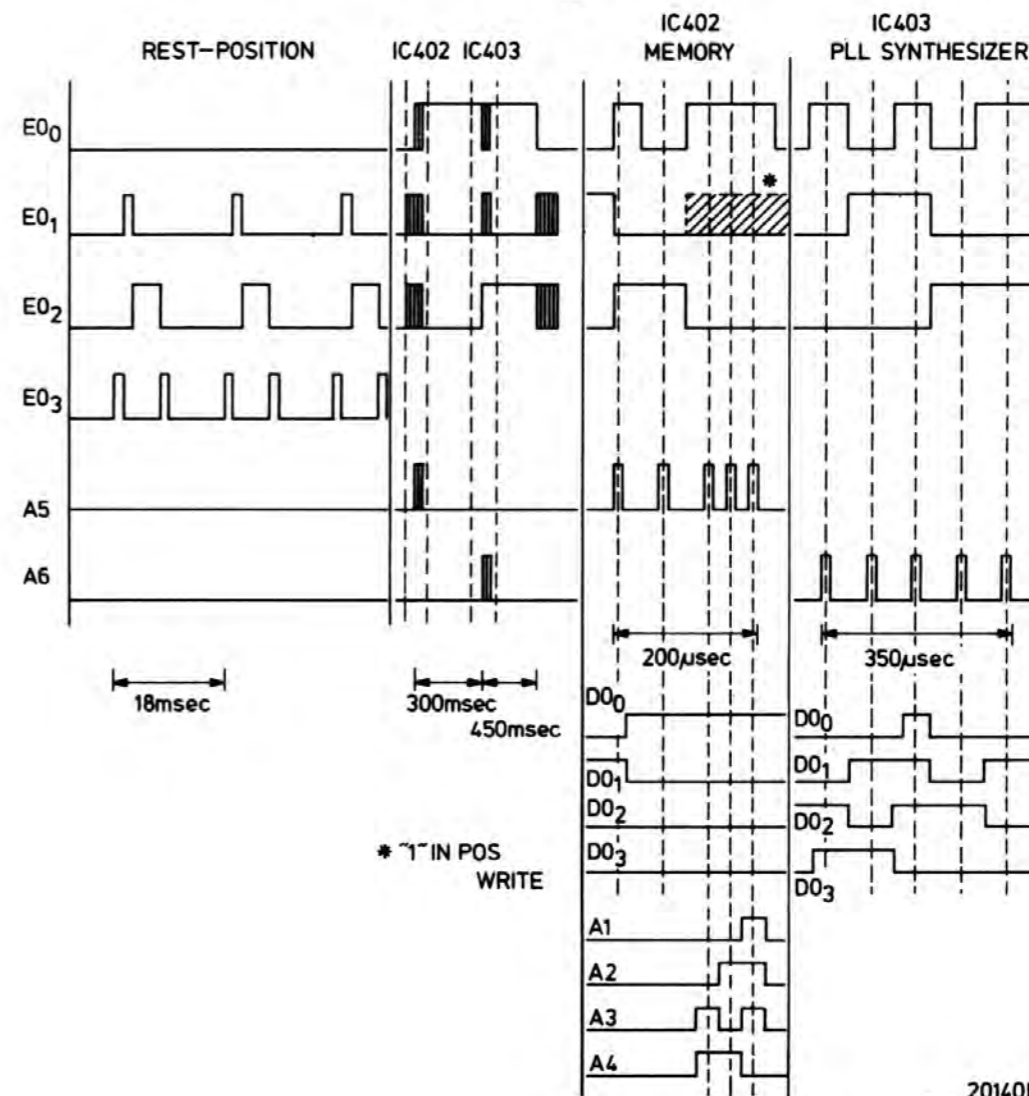 REST-POSITION
IC402 IC403
IC402
MEMORY
IC403
PLL SYNTHESIZER
EO0
EO1
EO2
EO3
A5
A6
*
18msec
300msec
450msec
200µsec
350µsec
DO0
DO1
DO2
DO3
DO0
DO1
DO2
DO3
* "1" IN POS
WRITE
A1
A2
A3
A4